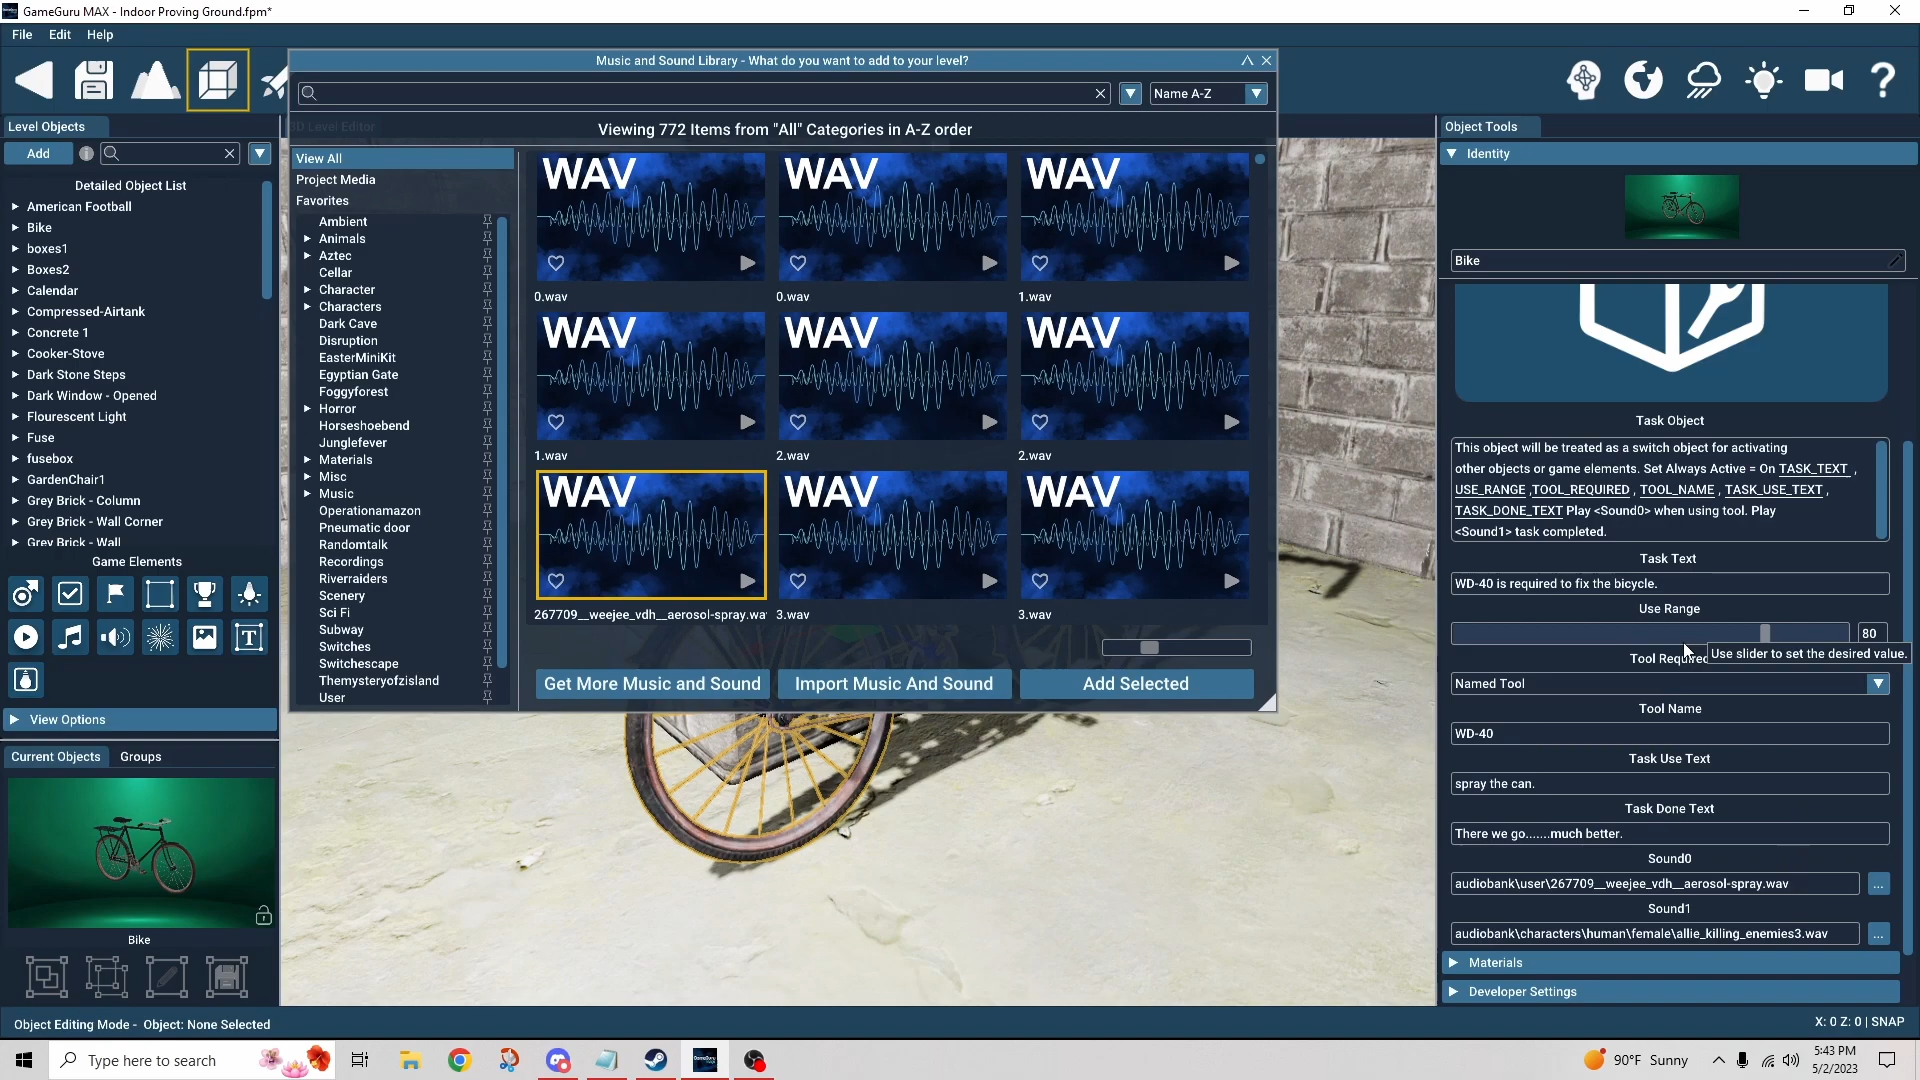 GameGuru MAX - Indoor Proving Ground.fpm*
File Edit Help
Music and Sound Library - What do you want to add to your level?
Name A-Z
Viewing 772 Items from "All" Categories in A-Z order
Level Objects
3D Level Editor
Add
Detailed Object List
American Football
Bike
boxes1
Boxes2
Calendar
Compressed-Airtank
Concrete 1
Cooker-Stove
Dark Stone Steps
Dark Window - Opened
Flourescent Light
Fuse
fusebox
GardenChair1
Grey Brick - Column
Grey Brick - Wall Corner
Grey Brick - Wall
Game Elements
View Options
Current Objects Groups
Bike
View All
Project Media
Favorites
Ambient
Animals
Aztec
Cellar
Character
Characters
Dark Cave
Disruption
EasterMiniKit
Egyptian Gate
Foggyforest
Horror
Horseshoebend
Junglefever
Materials
Misc
Music
Operationamazon
Pneumatic door
Randomtalk
Recordings
Riverraiders
Scenery
Sci Fi
Subway
Switches
Switchescape
Themysteryofzisland
User
WAV WAV WAV
0.wav 0.wav 1.wav
WAV WAV WAV
1.wav 2.wav 2.wav
WAV WAV WAV
267709__weejee_vdh__aerosol-spray.wa 3.wav 3.wav
Get More Music and Sound Import Music And Sound Add Selected
Object Tools
Identity
Bike
Task Object
This object will be treated as a switch object for activating
other objects or game elements. Set Always Active = On TASK_TEXT ,
USE_RANGE ,TOOL_REQUIRED , TOOL_NAME , TASK_USE_TEXT ,
TASK_DONE_TEXT Play <Sound0> when using tool. Play
<Sound1> task completed.
Task Text
WD-40 is required to fix the bicycle.
Use Range
80
Use slider to set the desired value.
Tool Required
Named Tool
Tool Name
WD-40
Task Use Text
spray the can.
Task Done Text
There we go.......much better.
Sound0
audiobank\user\267709__weejee_vdh__aerosol-spray.wav ...
Sound1
audiobank\characters\human\female\allie_killing_enemies3.wav ...
Materials
Developer Settings
Object Editing Mode - Object: None Selected
X: 0 Z: 0 | SNAP
Type here to search
90°F Sunny
5:43 PM
5/2/2023